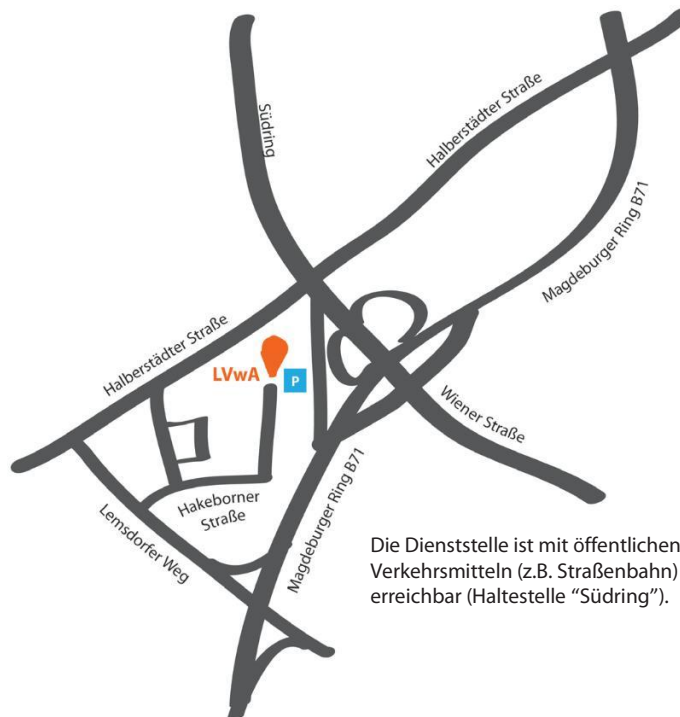 Südring
Halberstädter Straße
Magdeburger Ring B71
Halberstädter Straße
LVwA
P
Wiener Straße
Hakeborner
Straße
Magdeburger Ring B71
Lemsdorfer Weg
Die Dienststelle ist mit öffentlichen
Verkehrsmitteln (z.B. Straßenbahn)
erreichbar (Haltestelle “Südring”).